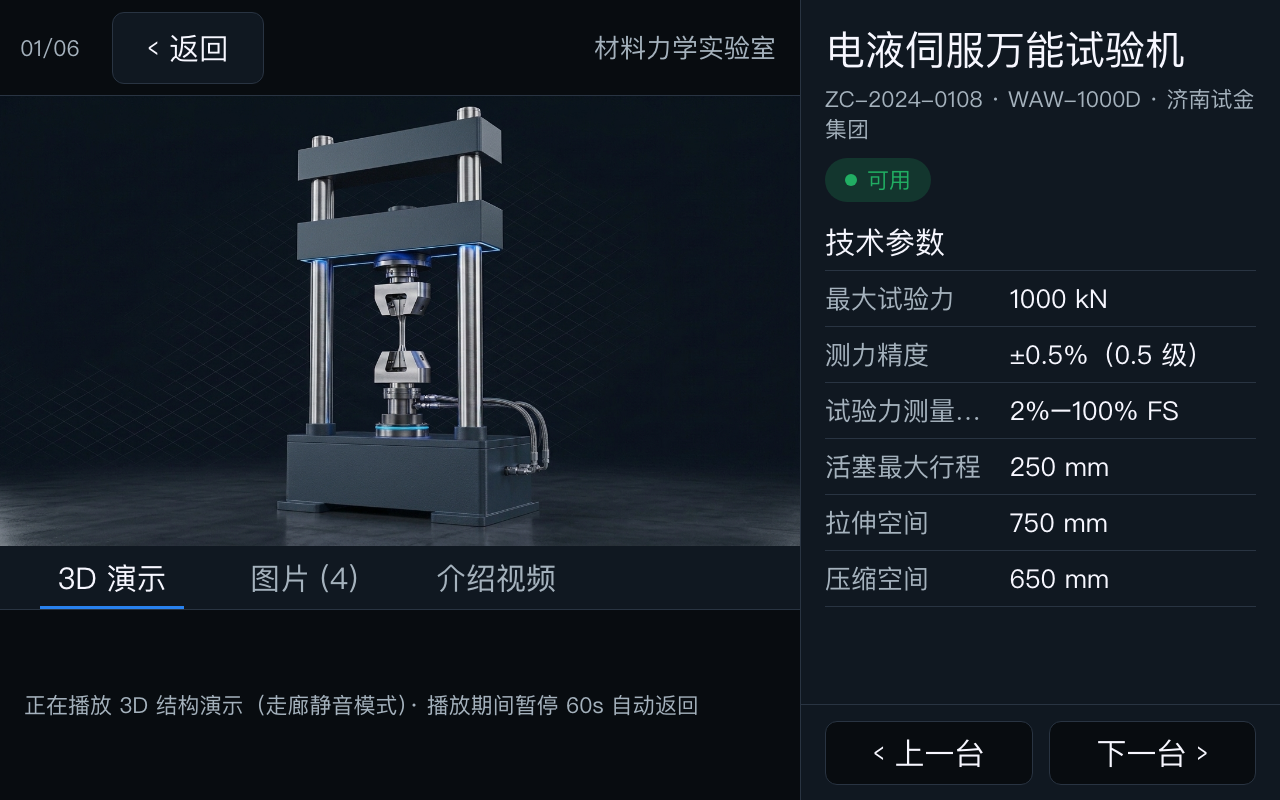 01/06
‹ 返回
材料力学实验室
3D 演示
图片 (4)
介绍视频
正在播放 3D 结构演示（走廊静音模式）· 播放期间暂停 60s 自动返回
电液伺服万能试验机
ZC-2024-0108 · WAW-1000D · 济南试金
集团
可用
技术参数
最大试验力 1000 kN
测力精度 ±0.5%（0.5 级）
试验力测量… 2%–100% FS
活塞最大行程 250 mm
拉伸空间 750 mm
压缩空间 650 mm
‹ 上一台
下一台 ›